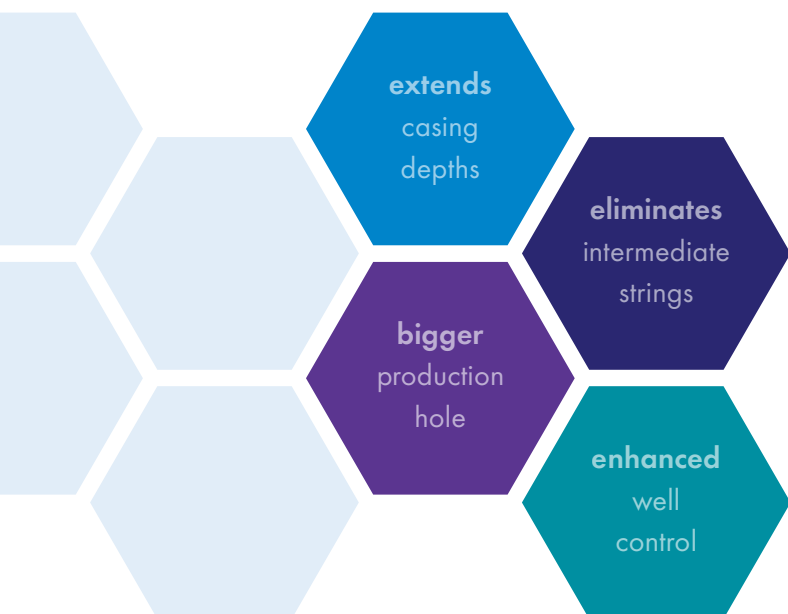 extends
casing
depths
eliminates
intermediate
strings
bigger
production
hole
enhanced
well
control